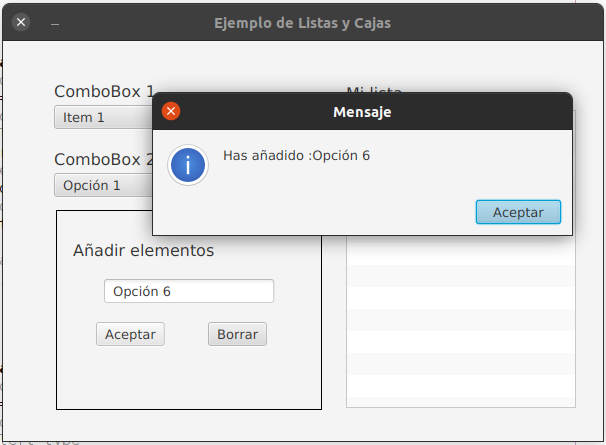 Ejemplo de Listas y Cajas
ComboBox 1
Mi lista
Item 1
Mensaje
Has añadido :Opción 6
Aceptar
ComboBox 2
Opción 1
Añadir elementos
Opción 6
Aceptar
Borrar